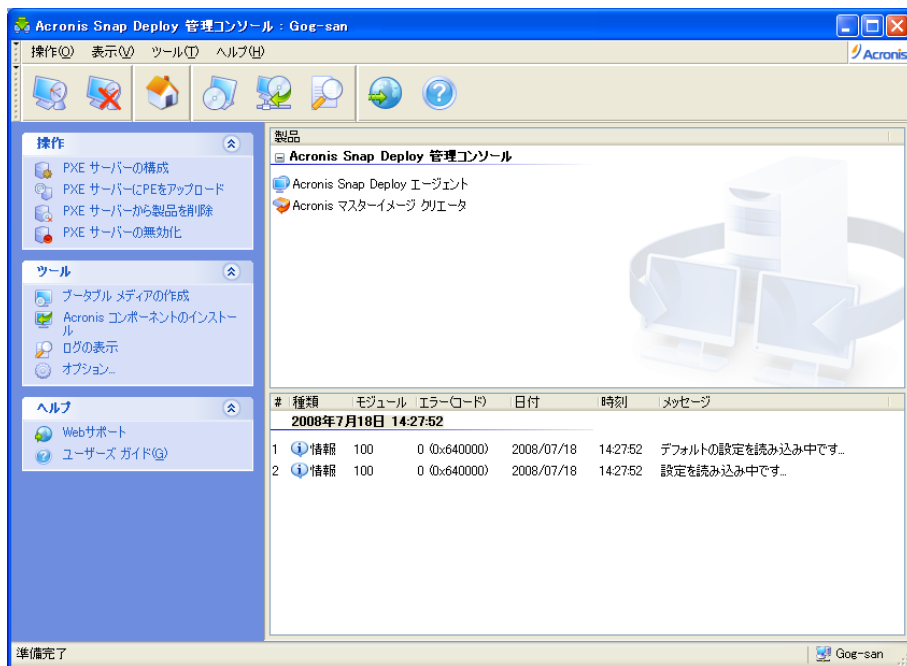 Acronis Snap Deploy 管理コンソール : Gog-san
操作(O) 表示(V) ツール(T) ヘルプ(H)
Acronis
操作
PXE サーバーの構成
PXE サーバーにPEをアップロード
PXE サーバーから製品を削除
PXE サーバーの無効化
ツール
ブータブル メディアの作成
Acronis コンポーネントのインストー
ル
ログの表示
オプション...
ヘルプ
Webサポート
ユーザーズ ガイド(G)
製品
Acronis Snap Deploy 管理コンソール
Acronis Snap Deploy エージェント
Acronis マスターイメージ クリエータ
# 種類 モジュール エラー(コード) 日付 時刻 メッセージ
2008年7月18日 14:27:52
1 情報 100 0 (0x640000) 2008/07/18 14:27:52 デフォルトの設定を読み込み中です...
2 情報 100 0 (0x640000) 2008/07/18 14:27:52 設定を読み込み中です...
準備完了
Gog-san